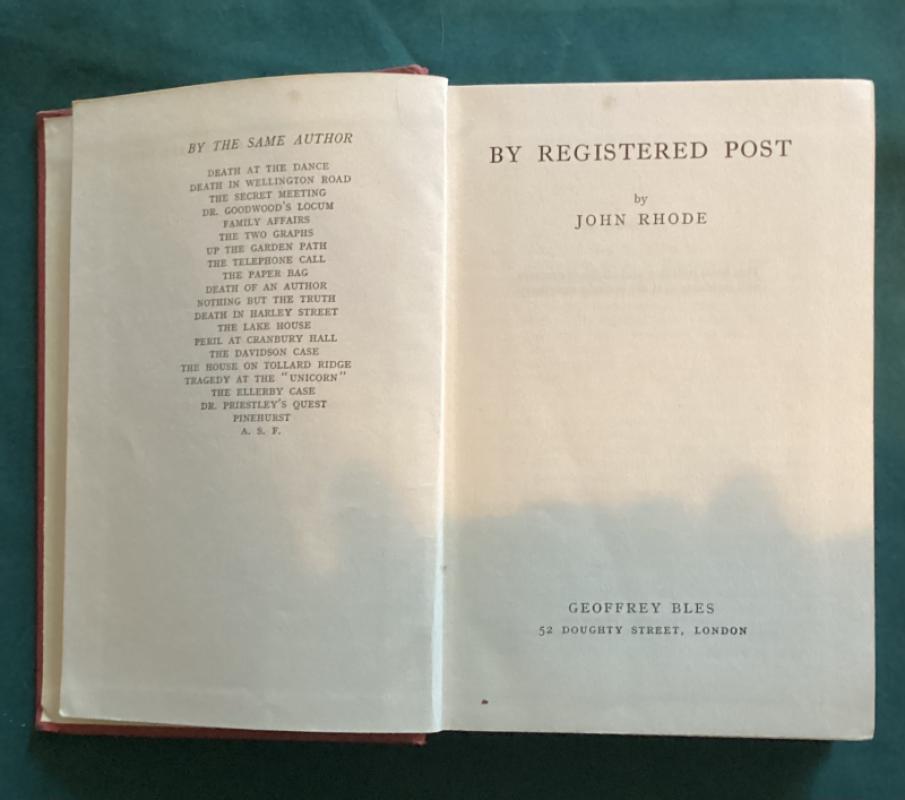 BY THE SAME AUTHOR
DEATH AT THE DANCE
DEATH IN WELLINGTON ROAD
THE SECRET MEETING
DR. GOODWOOD'S LOCUM
FAMILY AFFAIRS
THE TWO GRAPHS
UP THE GARDEN PATH
THE TELEPHONE CALL
THE PAPER BAG
DEATH OF AN AUTHOR
NOTHING BUT THE TRUTH
DEATH IN HARLEY STREET
THE LAKE HOUSE
PERIL AT CRANBURY HALL
THE DAVIDSON CASE
THE HOUSE ON TOLLARD RIDGE
TRAGEDY AT THE "UNICORN"
THE ELLERBY CASE
DR. PRIESTLEY'S QUEST
PINEHURST
A. S. F.
BY REGISTERED POST
by
JOHN RHODE
GEOFFREY BLES
52 DOUGHTY STREET, LONDON